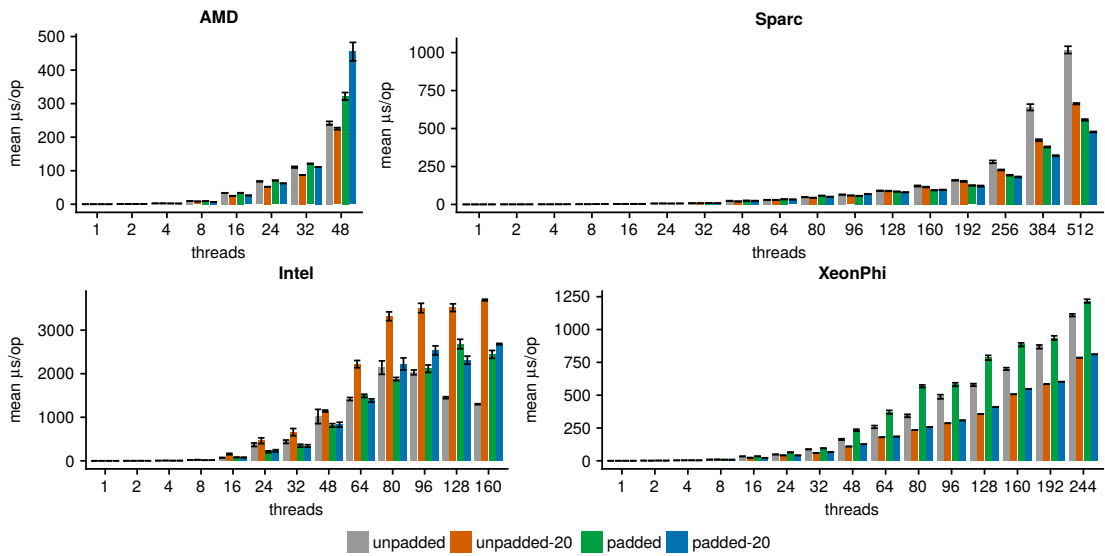 AMD
mean µs/op
500
400
300
200
100
0
1 2 4 8 16 24 32 48
threads
Sparc
mean µs/op
1000
750
500
250
0
1 2 4 8 16 24 32 48 64 80 96 128 160 192 256 384 512
threads
Intel
mean µs/op
3000
2000
1000
0
1 2 4 8 16 24 32 48 64 80 96 128 160
threads
XeonPhi
mean µs/op
1250
1000
750
500
250
0
1 2 4 8 16 24 32 48 64 80 96 128 160 192 244
threads
unpadded unpadded-20 padded padded-20